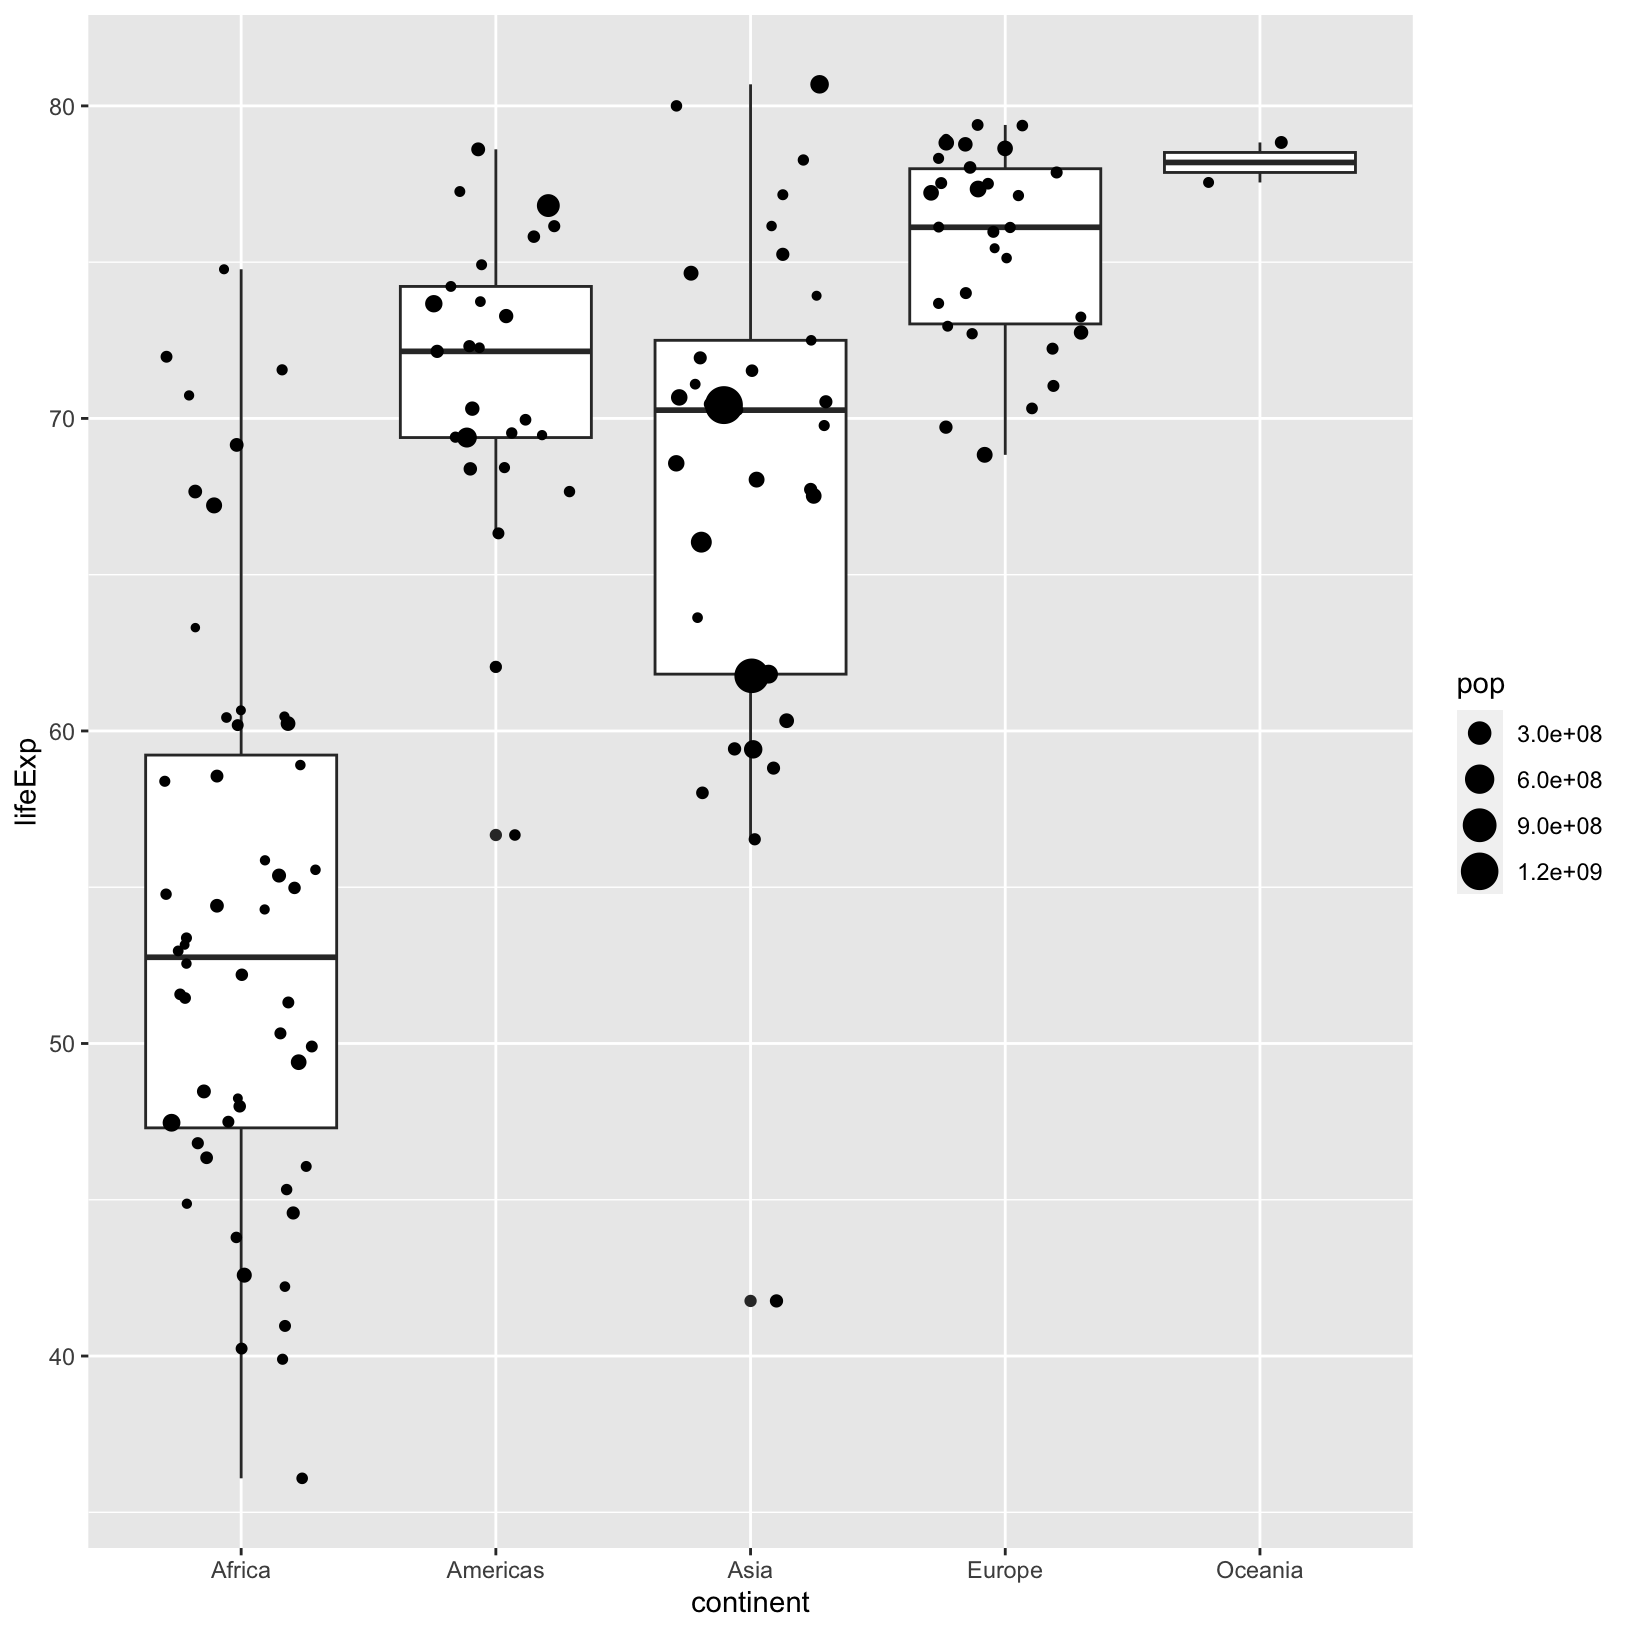 80
70
60
50
40
lifeExp
Africa
Americas
Asia
Europe
Oceania
continent
pop
3.0e+08
6.0e+08
9.0e+08
1.2e+09